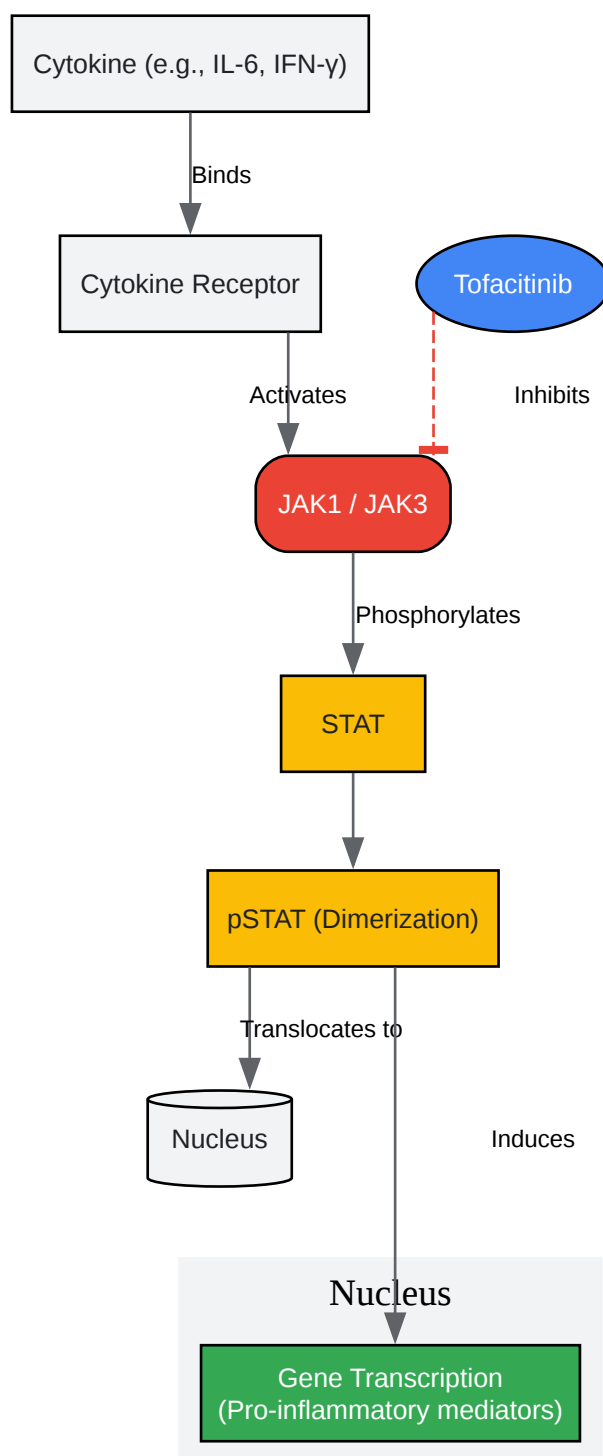 Cytokine (e.g., IL-6, IFN-γ)
Binds
Cytokine Receptor
Tofacitinib
Activates
Inhibits
JAK1 / JAK3
Phosphorylates
STAT
pSTAT (Dimerization)
Translocates to
Nucleus
Induces
Nucleus
Gene Transcription
(Pro-inflammatory mediators)